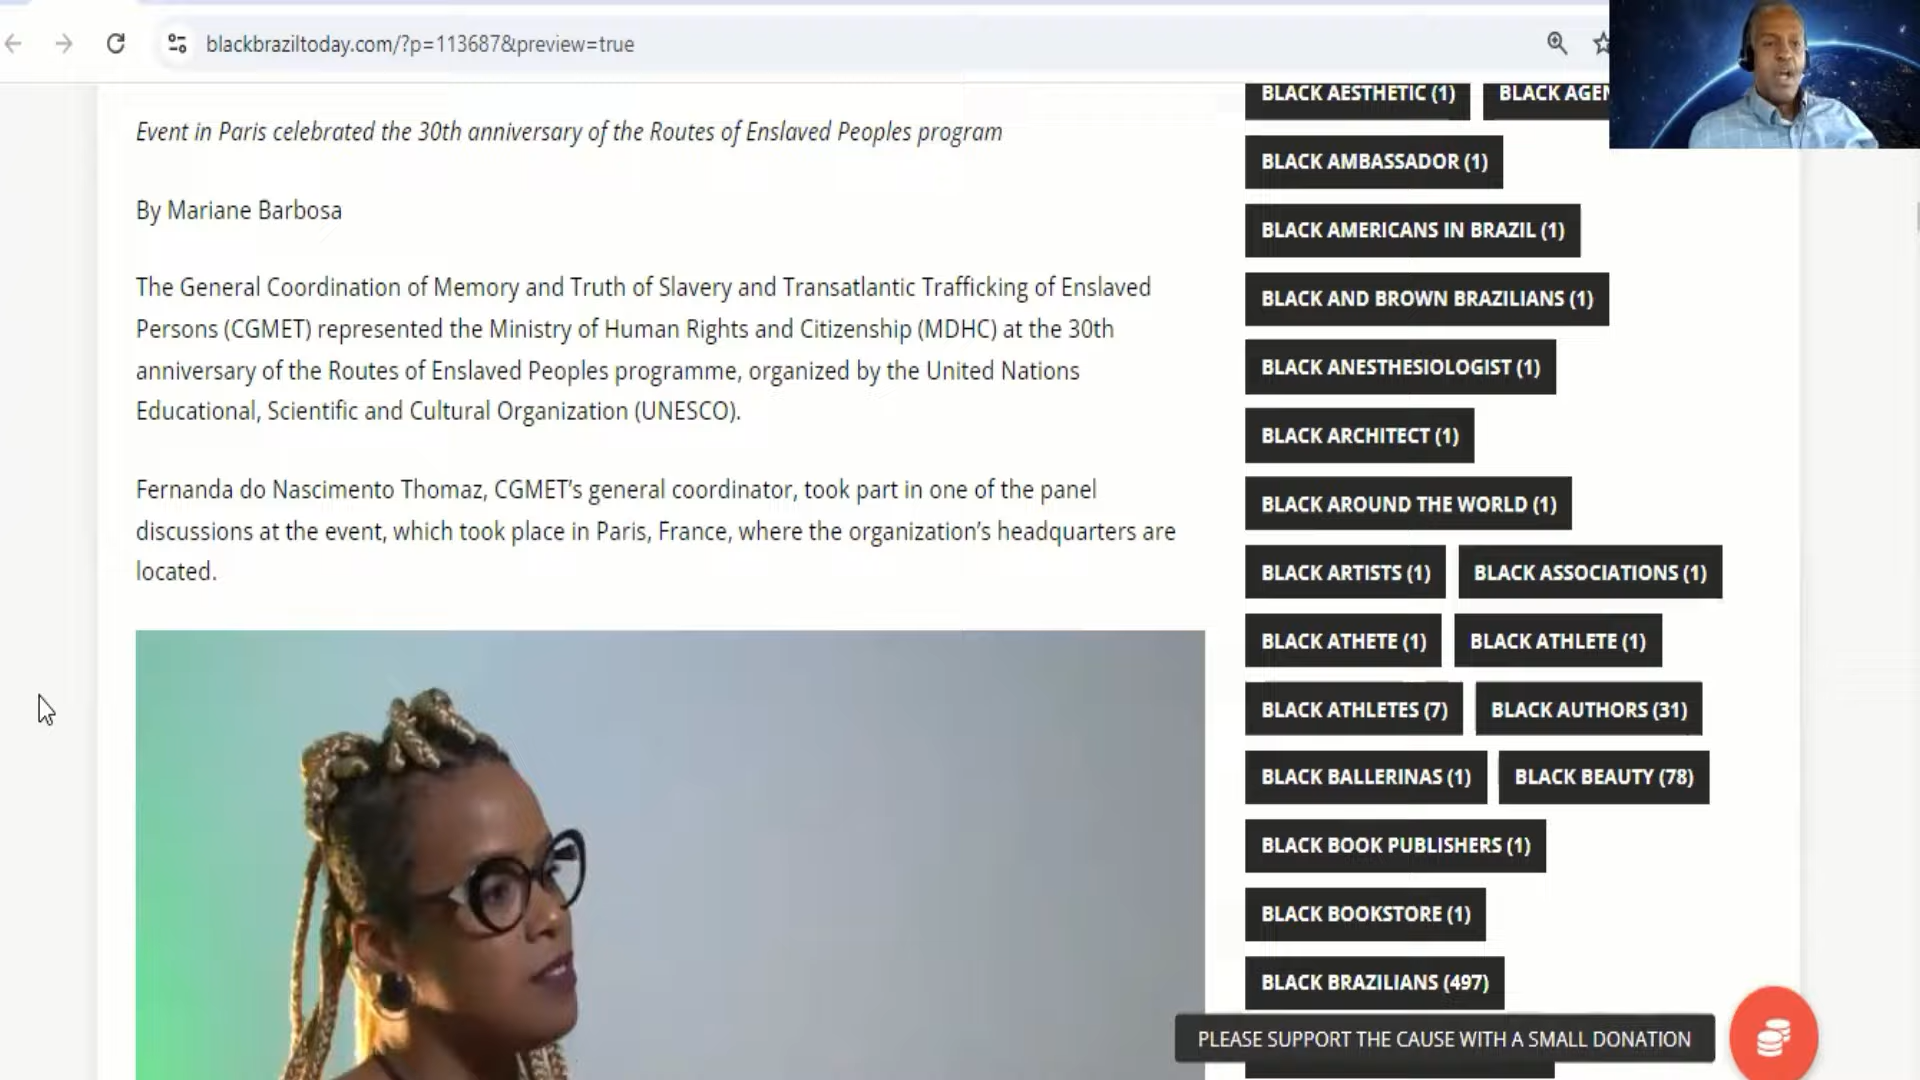 blackbraziltoday.com/?p=113687&preview=true
Event in Paris celebrated the 30th anniversary of the Routes of Enslaved Peoples program
By Mariane Barbosa
The General Coordination of Memory and Truth of Slavery and Transatlantic Trafficking of Enslaved
Persons (CGMET) represented the Ministry of Human Rights and Citizenship (MDHC) at the 30th
anniversary of the Routes of Enslaved Peoples programme, organized by the United Nations
Educational, Scientific and Cultural Organization (UNESCO).
Fernanda do Nascimento Thomaz, CGMET’s general coordinator, took part in one of the panel
discussions at the event, which took place in Paris, France, where the organization’s headquarters are
located.
BLACK AESTHETIC (1) BLACK
BLACK AMBASSADOR (1)
BLACK AMERICANS IN BRAZIL (1)
BLACK AND BROWN BRAZILIANS (1)
BLACK ANESTHESIOLOGIST (1)
BLACK ARCHITECT (1)
BLACK AROUND THE WORLD (1)
BLACK ARTISTS (1) BLACK ASSOCIATIONS (1)
BLACK ATHETE (1) BLACK ATHLETE (1)
BLACK ATHLETES (7) BLACK AUTHORS (31)
BLACK BALLERINAS (1) BLACK BEAUTY (78)
BLACK BOOK PUBLISHERS (1)
BLACK BOOKSTORE (1)
BLACK BRAZILIANS (497)
PLEASE SUPPORT THE CAUSE WITH A SMALL DONATION